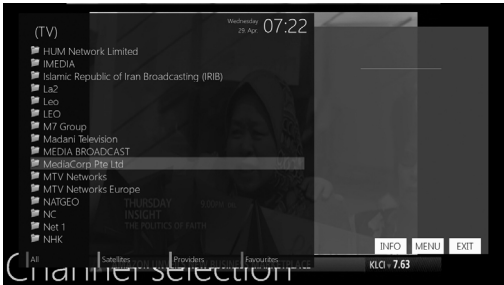 (TV)
Wednesday
29. Apr. 07:22
HUM Network Limited
IMEDIA
Islamic Republic of Iran Broadcasting (IRIB)
La2
Leo
LEO
M7 Group
Madani Television
MEDIA BROADCAST
MediaCorp Pte Ltd
MTV Networks
MTV Networks Europe
NATGEO
NC
Net 1
NHK
THURSDAY 9:00PM
INSIGHT
THE POLITICS OF FAITH
INFO MENU EXIT
All Satellites Providers Favourites
Channel selection
KLCI ▾ 7.63